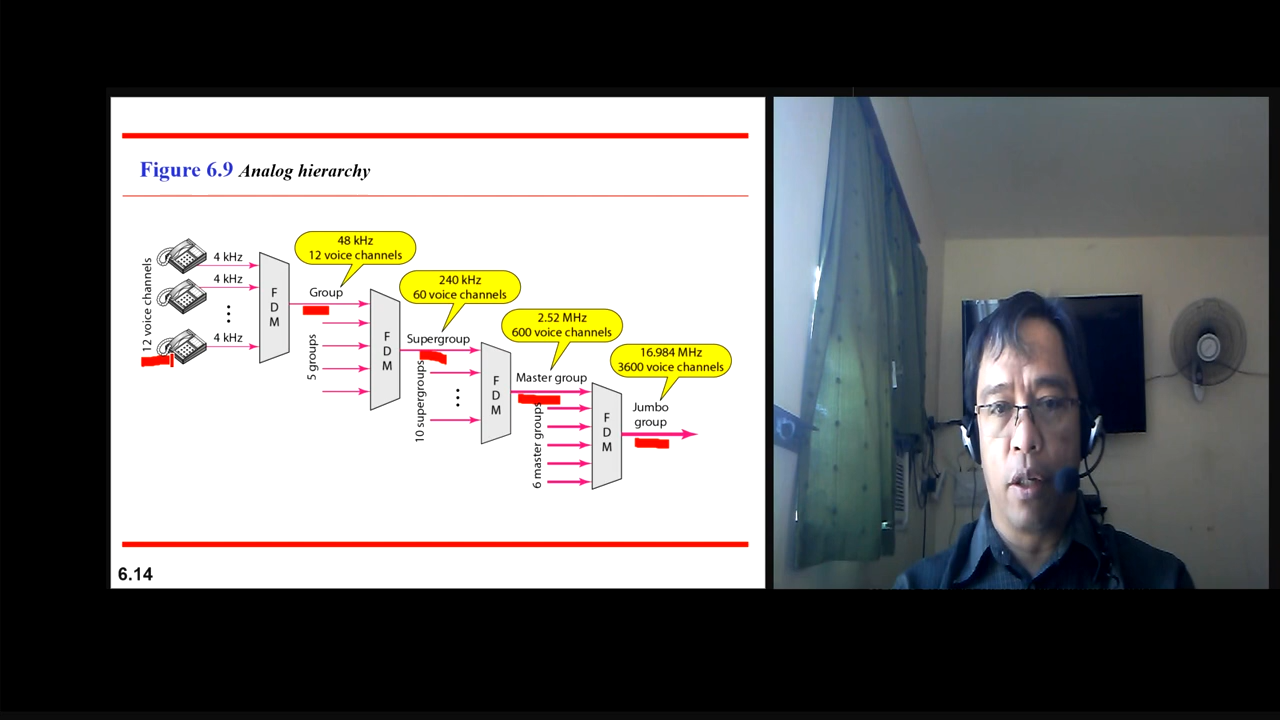 Figure 6.9 Analog hierarchy
48 kHz
12 voice channels
240 kHz
60 voice channels
2.52 MHz
600 voice channels
16.984 MHz
3600 voice channels
12 voice channels
4 kHz
4 kHz
4 kHz
F
D
M
Group
5 groups
F
D
M
Supergroup
10 supergroups
F
D
M
Master group
6 master groups
F
D
M
Jumbo
group
6.14